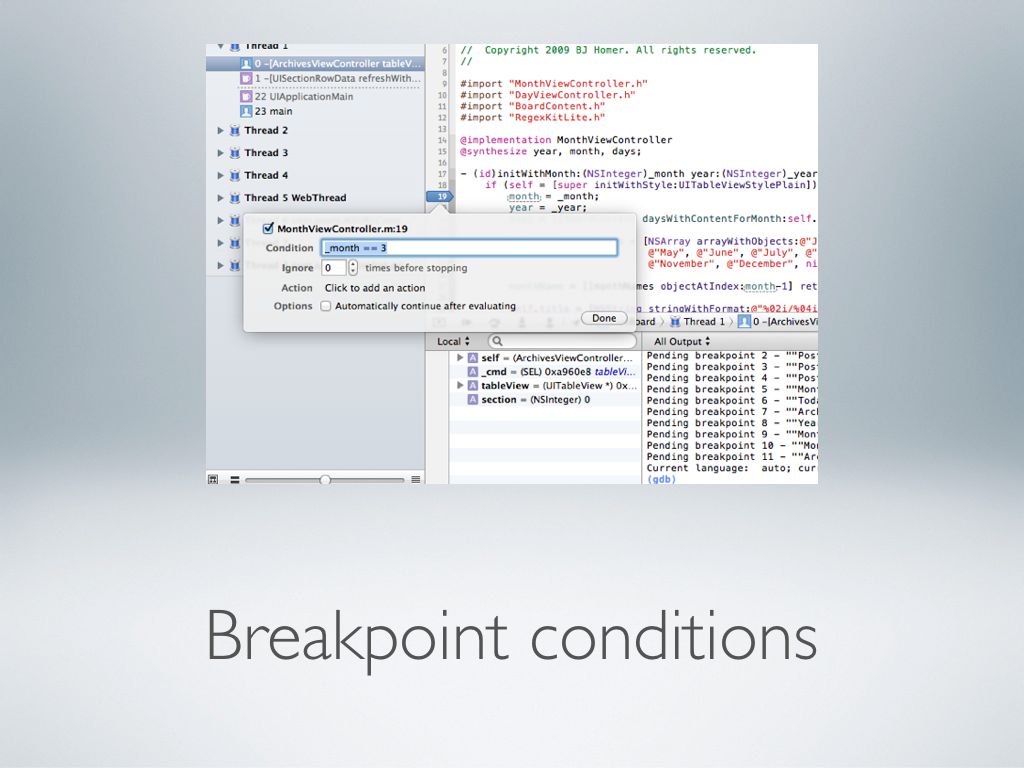 Thread 1
0 -[ArchivesViewController tableV...
1 -[UISectionRowData refreshWith...
22 UIApplicationMain
23 main
Thread 2
Thread 3
Thread 4
Thread 5 WebThread
6 // Copyright 2009 BJ Homer. All rights reserved.
7 //
8
9 #import "MonthViewController.h"
10 #import "DayViewController.h"
11 #import "BoardContent.h"
12 #import "RegexKitLite.h"
13
14 @implementation MonthViewController
15 @synthesize year, month, days;
16
17 - (id)initWithMonth:(NSInteger)_month year:(NSInteger)_year
18 if (self = [super initWithStyle:UITableViewStylePlain])
19 month = _month;
year = _year;
daysWithContentForMonth:self.
[NSArray arrayWithObjects:@"J
@"May", @"June", @"July", @"
@"November", @"December", ni
objectAtIndex:month-1] ret
stringWithFormat:@"%02i/%04i
MonthViewController.m:19
Condition _month == 3
Ignore 0 times before stopping
Action Click to add an action
Options Automatically continue after evaluating
Done
oard Thread 1 0 -[ArchivesVi
Local
All Output
self = (ArchivesViewController...
_cmd = (SEL) 0xa960e8 tableVi...
tableView = (UITableView *) 0x...
section = (NSInteger) 0
Pending breakpoint 2 - ""Pos
Pending breakpoint 3 - ""Pos
Pending breakpoint 4 - ""Pos
Pending breakpoint 5 - ""Mon
Pending breakpoint 6 - ""Toda
Pending breakpoint 7 - ""Arc
Pending breakpoint 8 - ""Yea
Pending breakpoint 9 - ""Mont
Pending breakpoint 10 - ""Mo
Pending breakpoint 11 - ""Ar
Current language: auto; cur
(gdb)
Breakpoint conditions